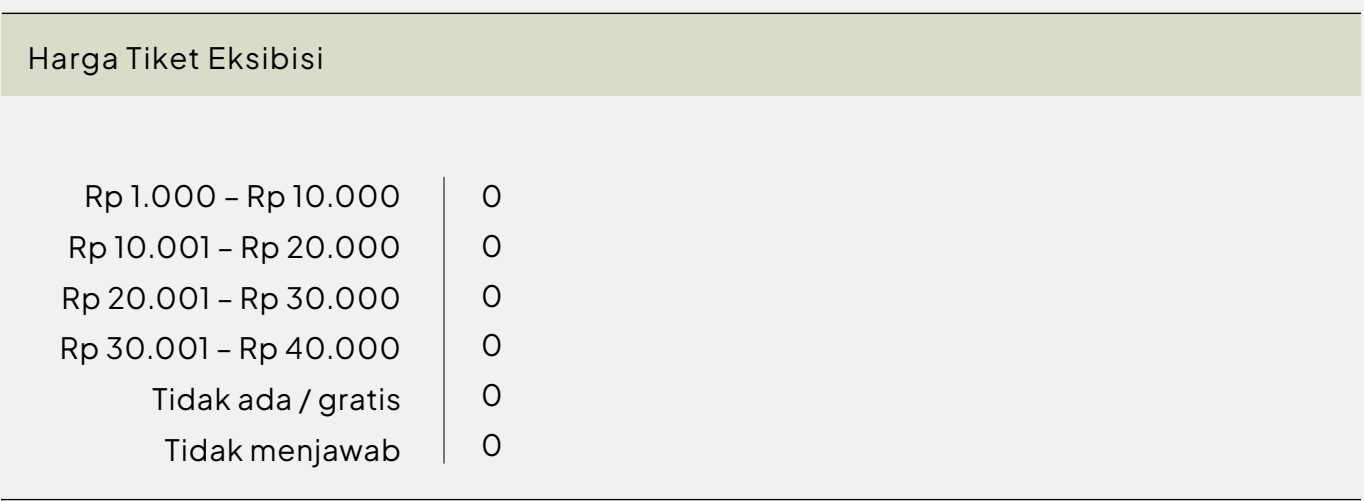 Harga Tiket Eksibisi
Rp 1.000 – Rp 10.000 0
Rp 10.001 – Rp 20.000 0
Rp 20.001 – Rp 30.000 0
Rp 30.001 – Rp 40.000 0
Tidak ada / gratis 0
Tidak menjawab 0